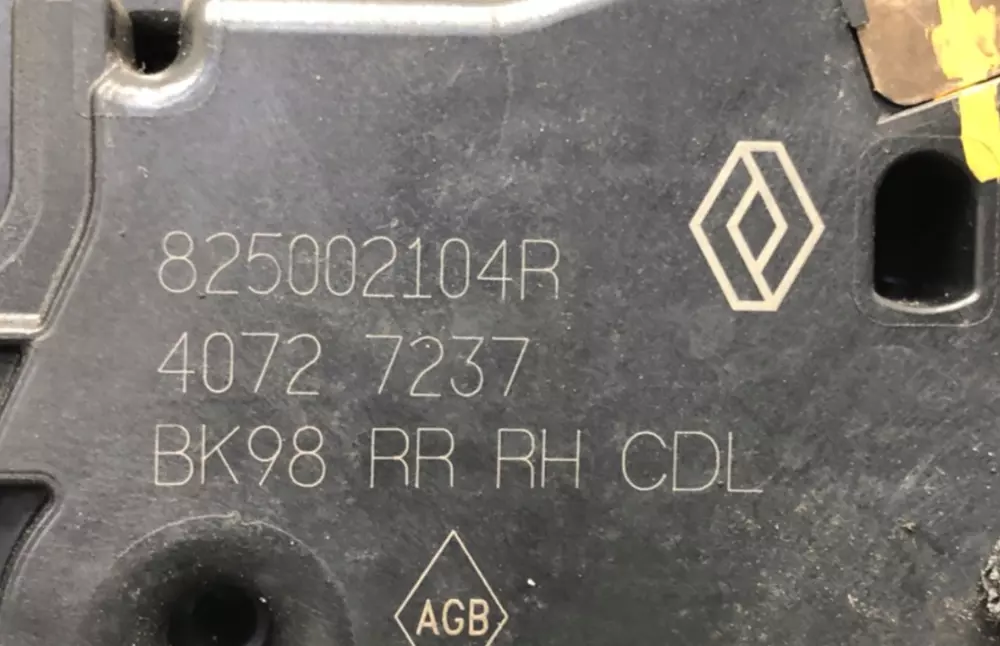 825002104R
4072 7237
BK98 RR RH CDL
AGB